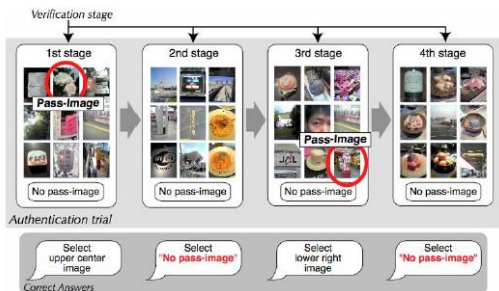 Verification stage
1st stage
2nd stage
3rd stage
4th stage
Pass-Image
Pass-Image
JAL
No pass-image
No pass-image
No pass-image
No pass-image
Authentication trial
Select
upper center
image
Select
"No pass-image"
Select
lower right
image
Select
"No pass-image"
Correct Answers